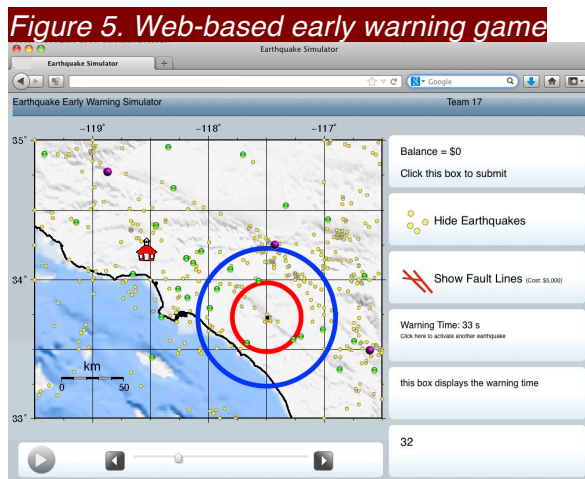 Figure 5. Web-based early warning game
Earthquake Simulator
Earthquake Simulator
Google
Earthquake Early Warning Simulator
Team 17
-119°
-118°
-117°
35°
34°
33°
km
0
50
Balance = $0
Click this box to submit
Hide Earthquakes
Show Fault Lines (Cost: $5,000)
Warning Time: 33 s
Click here to activate another earthquake
this box displays the warning time
32